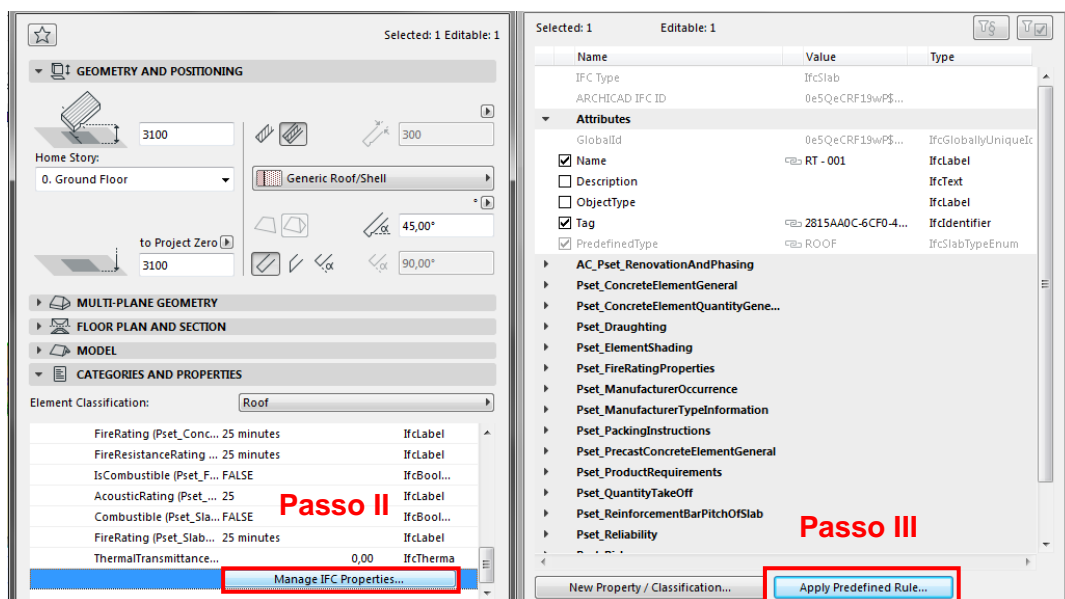 Selected: 1 Editable: 1
GEOMETRY AND POSITIONING
3100
300
Home Story:
0. Ground Floor
Generic Roof/Shell
°
α 45,00°
to Project Zero
3100
α
α 90,00°
MULTI-PLANE GEOMETRY
FLOOR PLAN AND SECTION
MODEL
CATEGORIES AND PROPERTIES
Element Classification: Roof
FireRating (Pset_Conc... 25 minutes IfcLabel
FireResistanceRating ... 25 minutes IfcLabel
IsCombustible (Pset_F... FALSE IfcBool...
AcousticRating (Pset_... 25 IfcLabel
Combustible (Pset_Sla... FALSE IfcBool...
FireRating (Pset_Slab... 25 minutes IfcLabel
ThermalTransmittance... 0,00 IfcTherma
Passo II
Manage IFC Properties...
Selected: 1 Editable: 1
Name Value Type
IFC Type IfcSlab
ARCHICAD IFC ID 0e5QeCRF19wP$...
Attributes
GlobalId 0e5QeCRF19wP$... IfcGloballyUniqueIc
Name RT - 001 IfcLabel
Description IfcText
ObjectType IfcLabel
Tag 2815AA0C-6CF0-4... IfcIdentifier
PredefinedType ROOF IfcSlabTypeEnum
AC_Pset_RenovationAndPhasing
Pset_ConcreteElementGeneral
Pset_ConcreteElementQuantityGene...
Pset_Draughting
Pset_ElementShading
Pset_FireRatingProperties
Pset_ManufacturerOccurrence
Pset_ManufacturerTypeInformation
Pset_PackingInstructions
Pset_PrecastConcreteElementGeneral
Pset_ProductRequirements
Pset_QuantityTakeOff
Pset_ReinforcementBarPitchOfSlab
Pset_Reliability
Passo III
New Property / Classification...
Apply Predefined Rule...